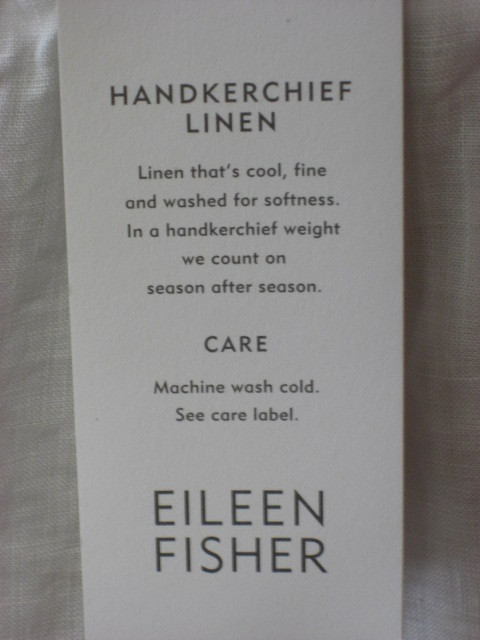 HANDKERCHIEF
LINEN
Linen that's cool, fine
and washed for softness.
In a handkerchief weight
we count on
season after season.
CARE
Machine wash cold.
See care label.
EILEEN
FISHER